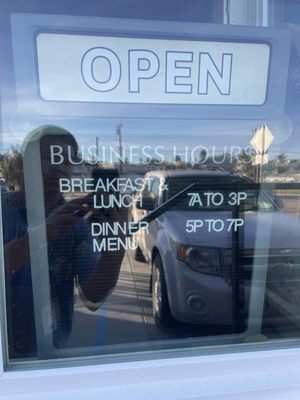 OPEN
BUSINESS HOURS
BREAKFAST & LUNCH 7A TO 3P
DINNER MENU 5P TO 7P